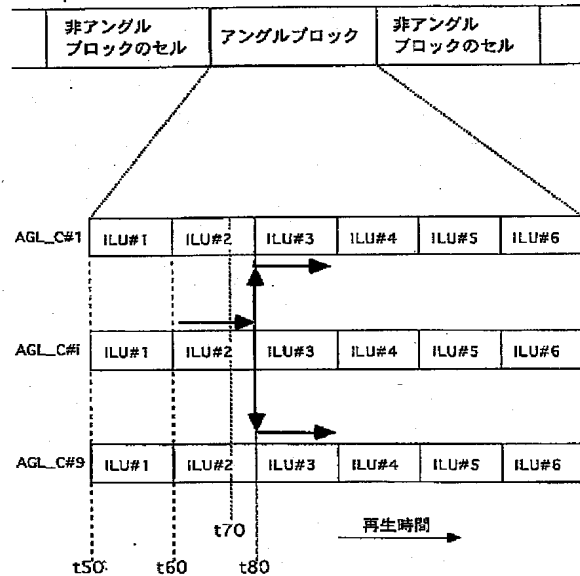 非アングル
ブロックのセル
アングルブロック
非アングル
ブロックのセル
AGL_C#1 ILU#1 ILU#2 ILU#3 ILU#4 ILU#5 ILU#6
AGL_C#i ILU#1 ILU#2 ILU#3 ILU#4 ILU#5 ILU#6
AGL_C#9 ILU#1 ILU#2 ILU#3 ILU#4 ILU#5 ILU#6
t70 再生時間
t50 t60 t80